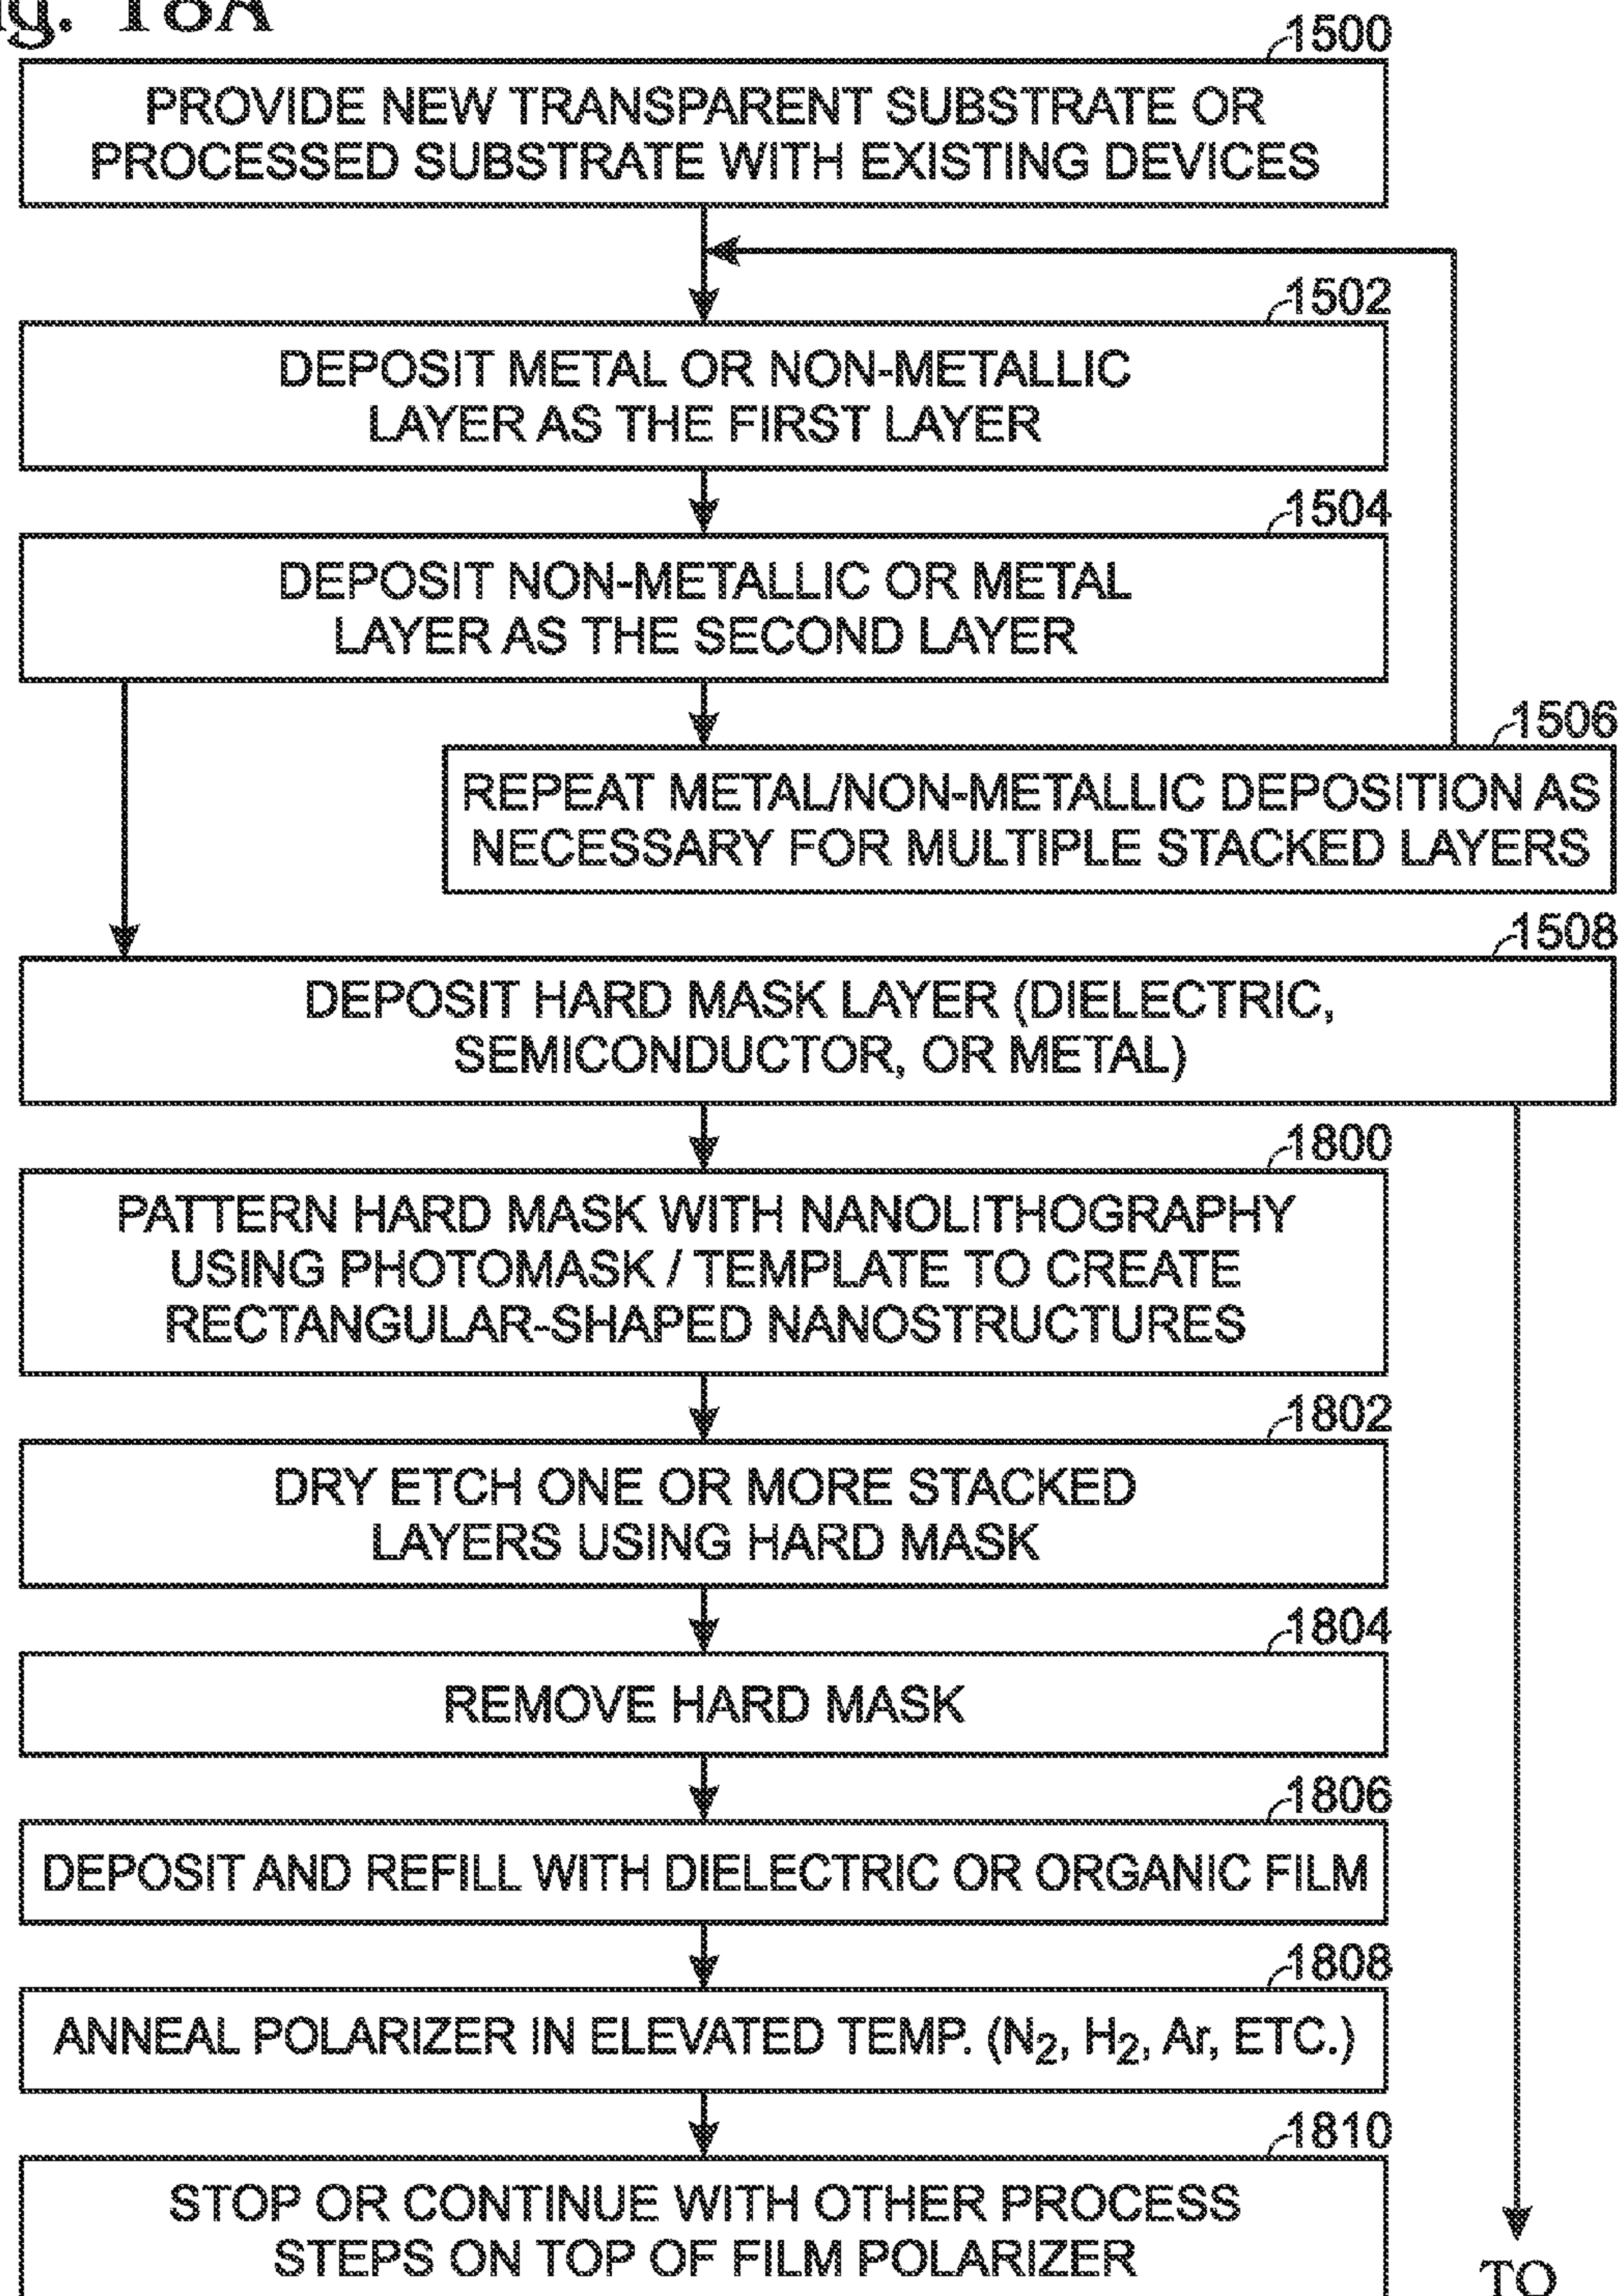 Fig. 18A
1500
PROVIDE NEW TRANSPARENT SUBSTRATE OR
PROCESSED SUBSTRATE WITH EXISTING DEVICES
1502
DEPOSIT METAL OR NON-METALLIC
LAYER AS THE FIRST LAYER
1504
DEPOSIT NON-METALLIC OR METAL
LAYER AS THE SECOND LAYER
1506
REPEAT METAL/NON-METALLIC DEPOSITION AS
NECESSARY FOR MULTIPLE STACKED LAYERS
1508
DEPOSIT HARD MASK LAYER (DIELECTRIC,
SEMICONDUCTOR, OR METAL)
1800
PATTERN HARD MASK WITH NANOLITHOGRAPHY
USING PHOTOMASK / TEMPLATE TO CREATE
RECTANGULAR-SHAPED NANOSTRUCTURES
1802
DRY ETCH ONE OR MORE STACKED
LAYERS USING HARD MASK
1804
REMOVE HARD MASK
1806
DEPOSIT AND REFILL WITH DIELECTRIC OR ORGANIC FILM
1808
ANNEAL POLARIZER IN ELEVATED TEMP. (N₂, H₂, Ar, ETC.)
1810
STOP OR CONTINUE WITH OTHER PROCESS
STEPS ON TOP OF FILM POLARIZER
TO